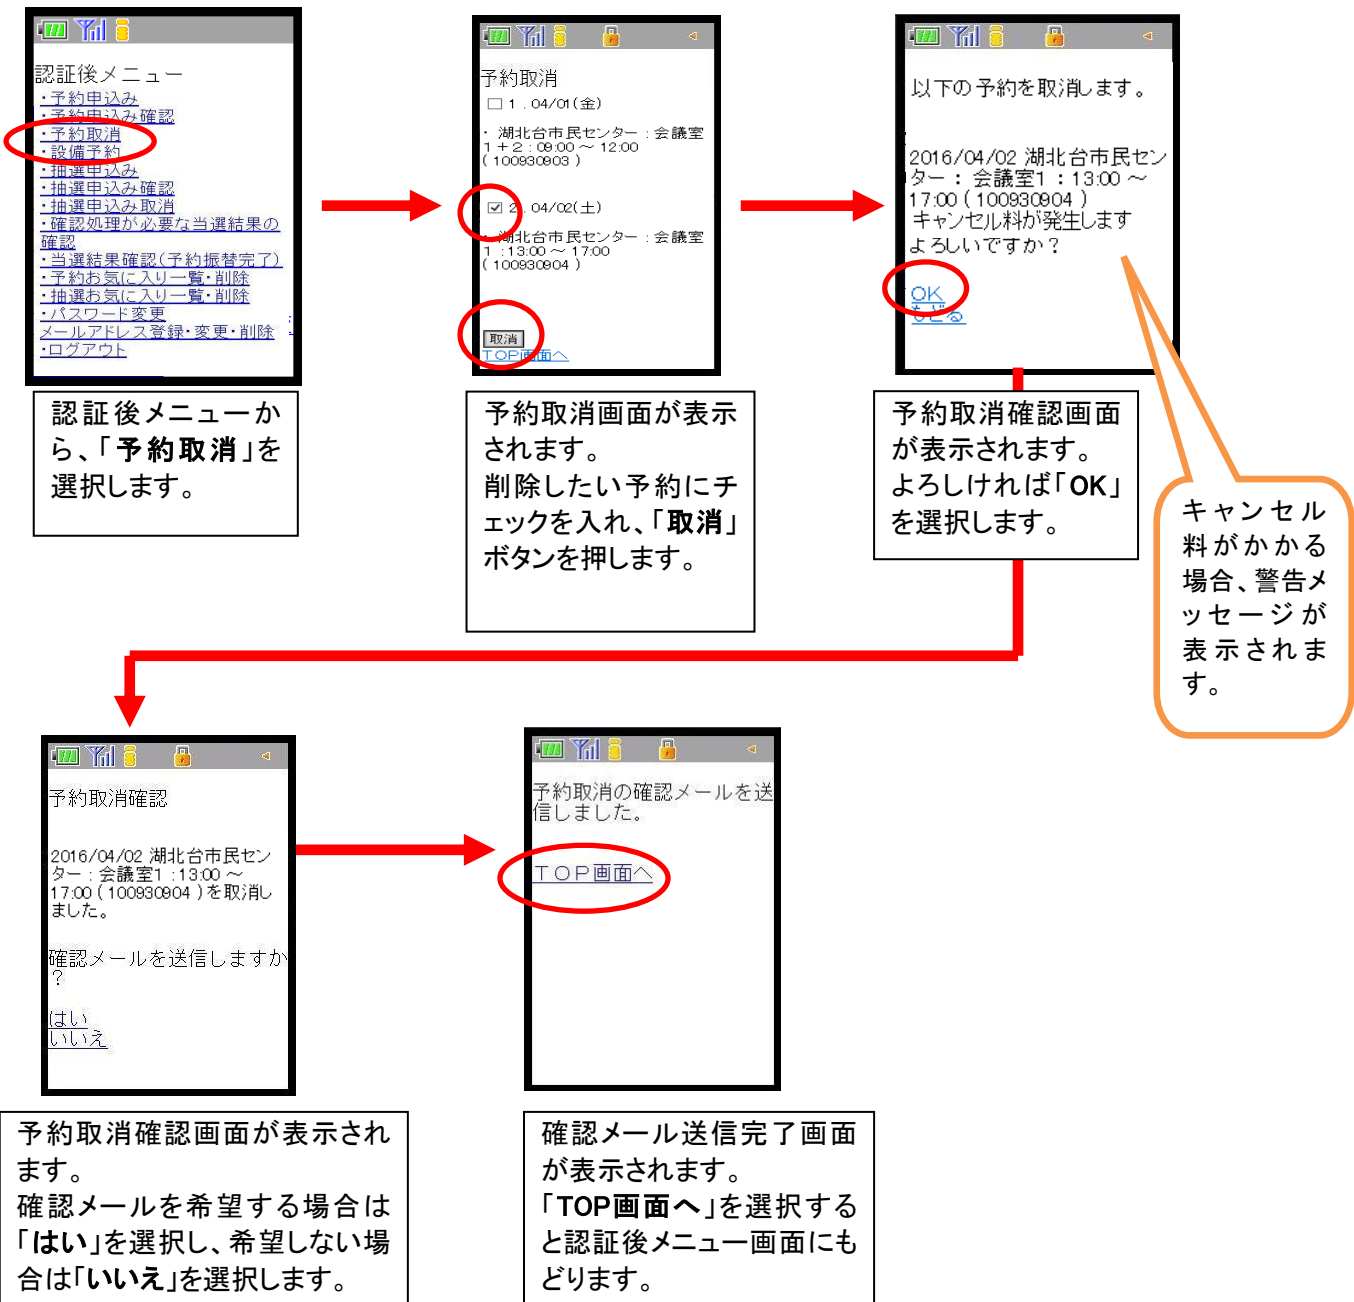 認証後メニュー
・予約申込み
・予約申込み確認
・予約取消
・設備予約
・抽選申込み
・抽選申込み確認
・抽選申込み取消
・確認処理が必要な当選結果の
確認
・当選結果確認(予約振替完了)
・予約お気に入り一覧・削除
・抽選お気に入り一覧・削除
・パスワード変更
メールアドレス登録・変更・削除
・ログアウト
認証後メニューか
ら、「予約取消」を
選択します。
予約取消
1．04/01(金)
・ 湖北台市民センター：会議室
1＋2：09:00～12:00
(100930903)
2．04/02(土)
・ 湖北台市民センター：会議室
1：13:00～17:00
(100930904)
取消
TOP画面へ
予約取消画面が表示
されます。
削除したい予約にチ
ェックを入れ、「取消」
ボタンを押します。
以下の予約を取消します。
2016/04/02 湖北台市民セン
ター：会議室1：13:00～
17:00(100930904)
キャンセル料が発生します
よろしいですか？
OK
もどる
予約取消確認画面
が表示されます。
よろしければ「OK」
を選択します。
キャンセル
料がかかる
場合、警告メ
ッセージが
表示されま
す。
予約取消確認
2016/04/02 湖北台市民セン
ター：会議室1：13:00～
17:00(100930904)を取消し
ました。
確認メールを送信しますか
？
はい
いいえ
予約取消確認画面が表示され
ます。
確認メールを希望する場合は
「はい」を選択し、希望しない場
合は「いいえ」を選択します。
予約取消の確認メールを送
信しました。
TOP画面へ
確認メール送信完了画面
が表示されます。
「TOP画面へ」を選択する
と認証後メニュー画面にも
どります。